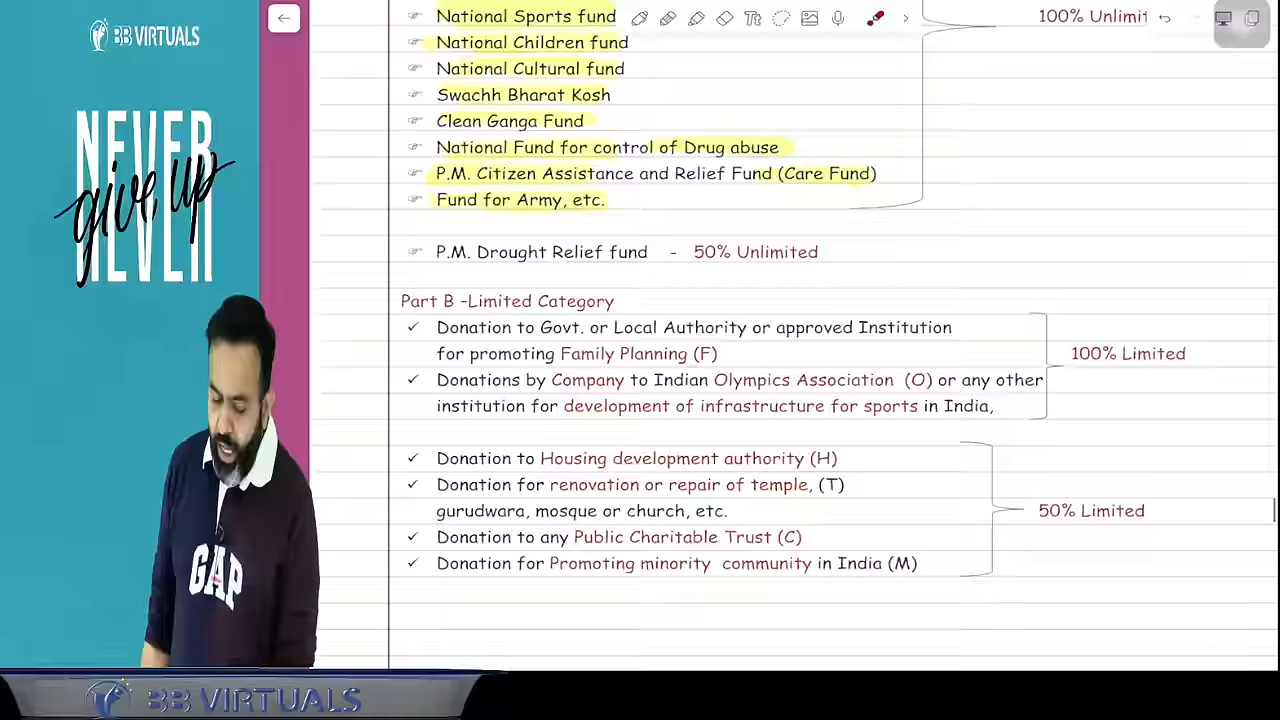 BB VIRTUALS
NEVER
give up
NEVER
GAP
National Sports fund
100% Unlimit
National Children fund
National Cultural fund
Swachh Bharat Kosh
Clean Ganga Fund
National Fund for control of Drug abuse
P.M. Citizen Assistance and Relief Fund (Care Fund)
Fund for Army, etc.
P.M. Drought Relief fund - 50% Unlimited
Part B –Limited Category
✓ Donation to Govt. or Local Authority or approved Institution
for promoting Family Planning (F)
100% Limited
✓ Donations by Company to Indian Olympics Association (O) or any other
institution for development of infrastructure for sports in India,
✓ Donation to Housing development authority (H)
✓ Donation for renovation or repair of temple, (T)
gurudwara, mosque or church, etc.
50% Limited
✓ Donation to any Public Charitable Trust (C)
✓ Donation for Promoting minority community in India (M)
BB VIRTUALS